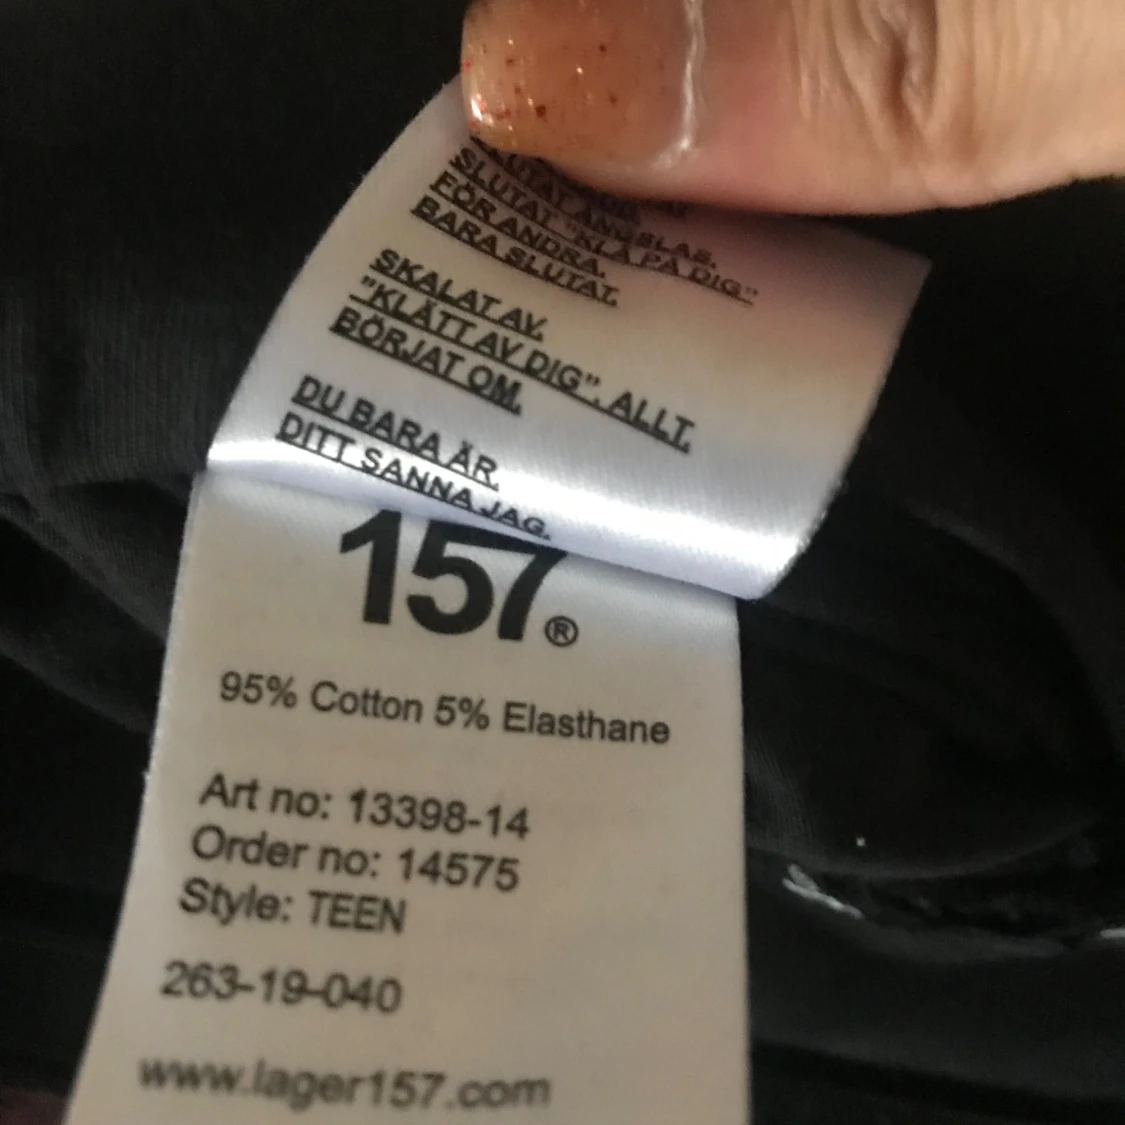 SLUTAT ÄNGSLAS.
SLUTAT "KLÄ PÅ DIG"
FÖR ANDRA.
BARA SLUTAT.
SKALAT AV.
"KLÄTT AV DIG". ALLT.
BÖRJAT OM.
DU BARA ÄR.
DITT SANNA JAG.
157®
95% Cotton 5% Elasthane
Art no: 13398-14
Order no: 14575
Style: TEEN
263-19-040
www.lager157.com